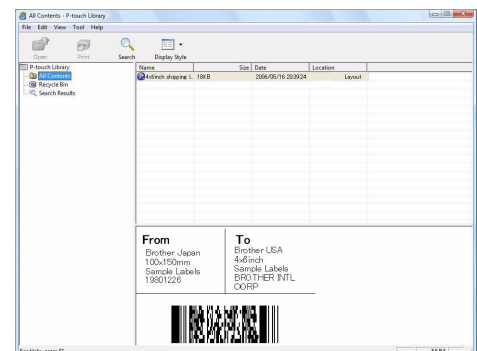 All Contents - P-touch Library
File Edit View Tool Help
Open Print Search Display Style
P-touch Library
All Contents
Recycle Bin
Search Results
Name Size Date Location
4x6inch shipping L. 18KB 2006/05/16 20:39:24 Layout
From
Brother Japan
100x150mm
Sample Labels
19801226
To
Brother USA
4x6inch
Sample Labels
BROTHER INTL
CORP